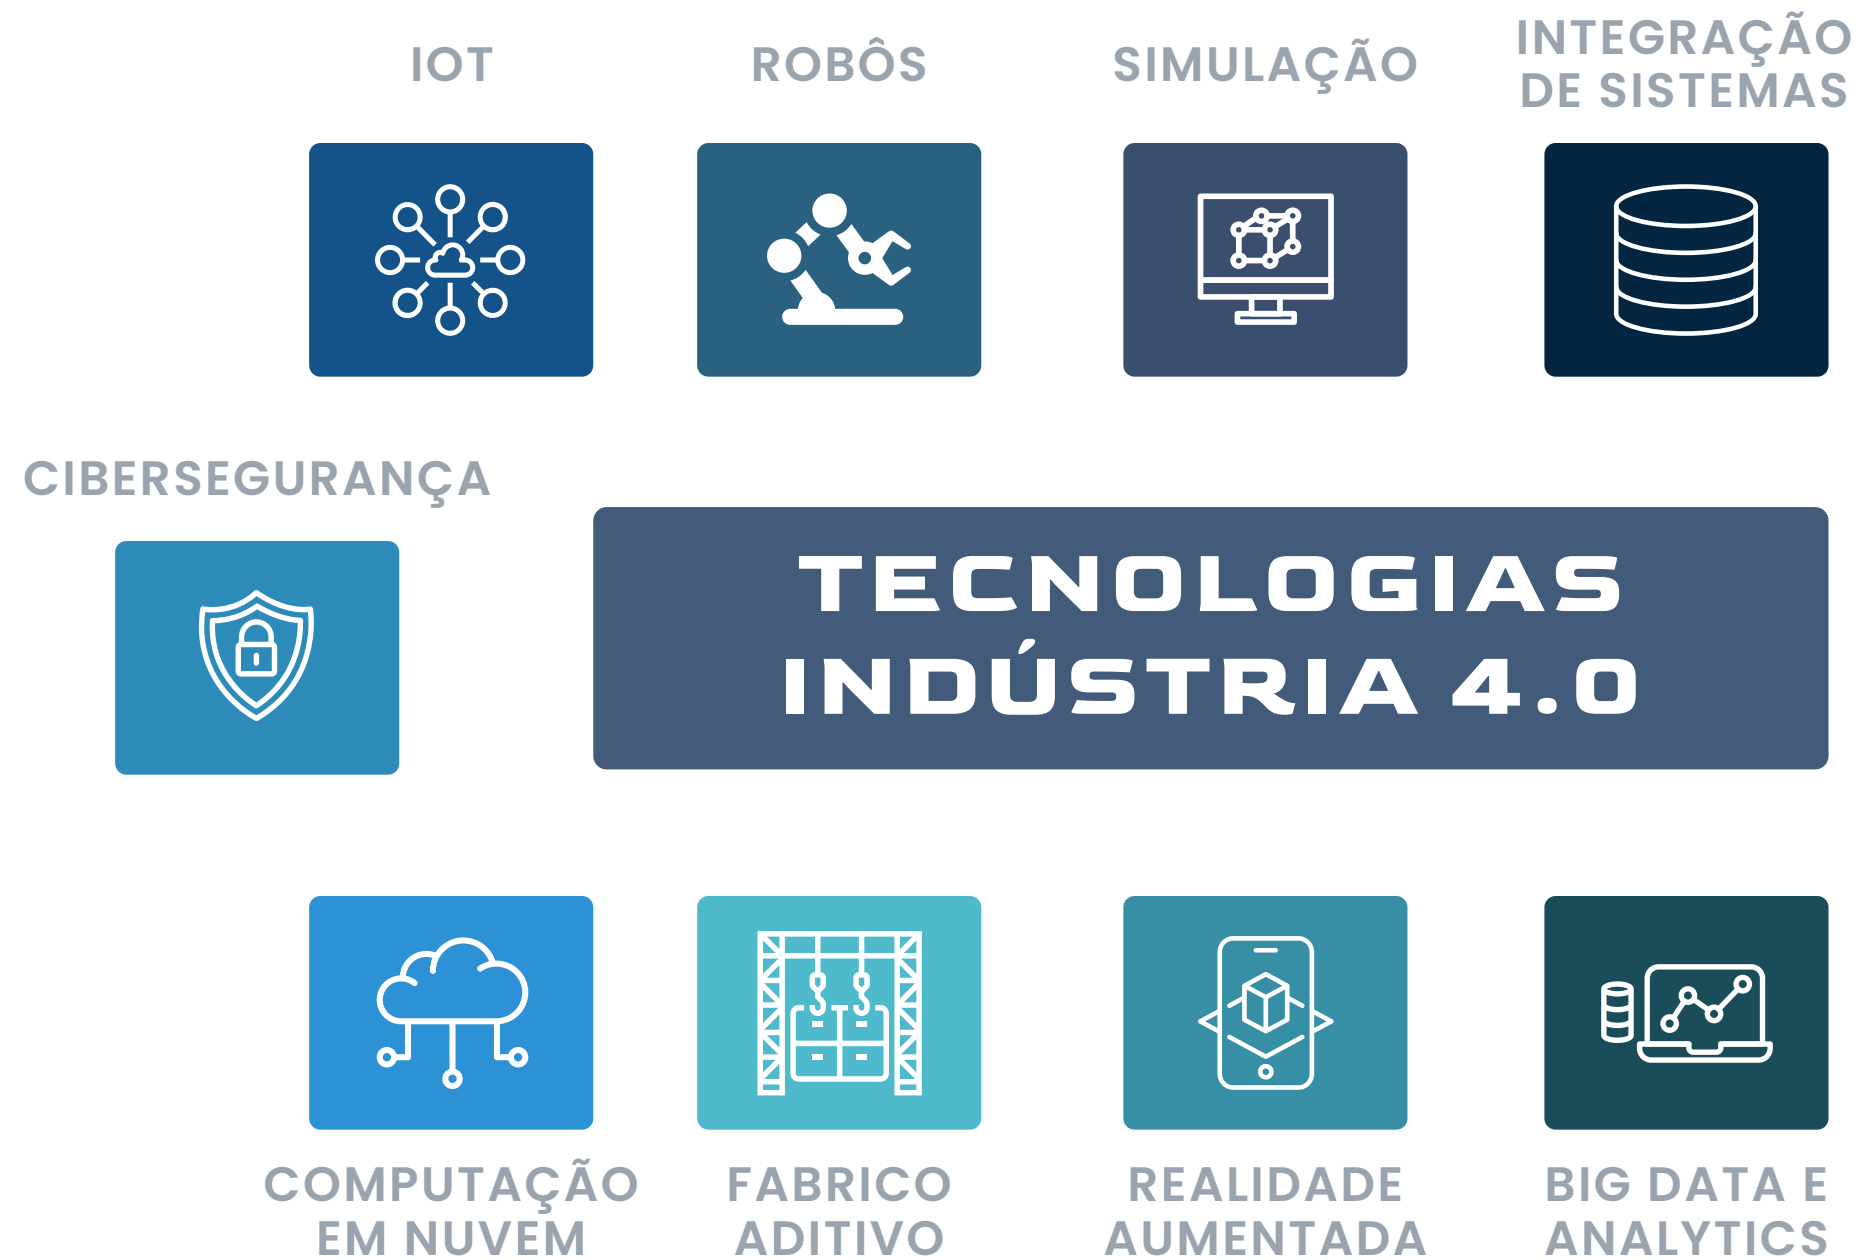 IOT
ROBÔS
SIMULAÇÃO
INTEGRAÇÃO
DE SISTEMAS
CIBERSEGURANÇA
TECNOLOGIAS
INDÚSTRIA 4.0
COMPUTAÇÃO
EM NUVEM
FABRICO
ADITIVO
REALIDADE
AUMENTADA
BIG DATA E
ANALYTICS